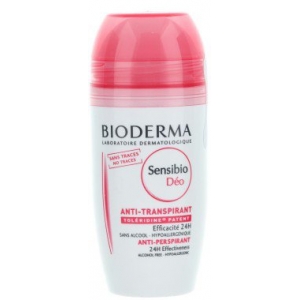 BIODERMA
LABORATOIRE DERMATOLOGIQUE
SANS TRACES
NO TRACES
Sensibio
Déo
ANTI-TRANSPIRANT
TOLÉRIDINE PATENT
Efficacité 24H
SANS ALCOOL - HYPOALLERGÉNIQUE
ANTI-PERSPIRANT
24H Effectiveness
ALCOHOL FREE - HYPOALLERGENIC